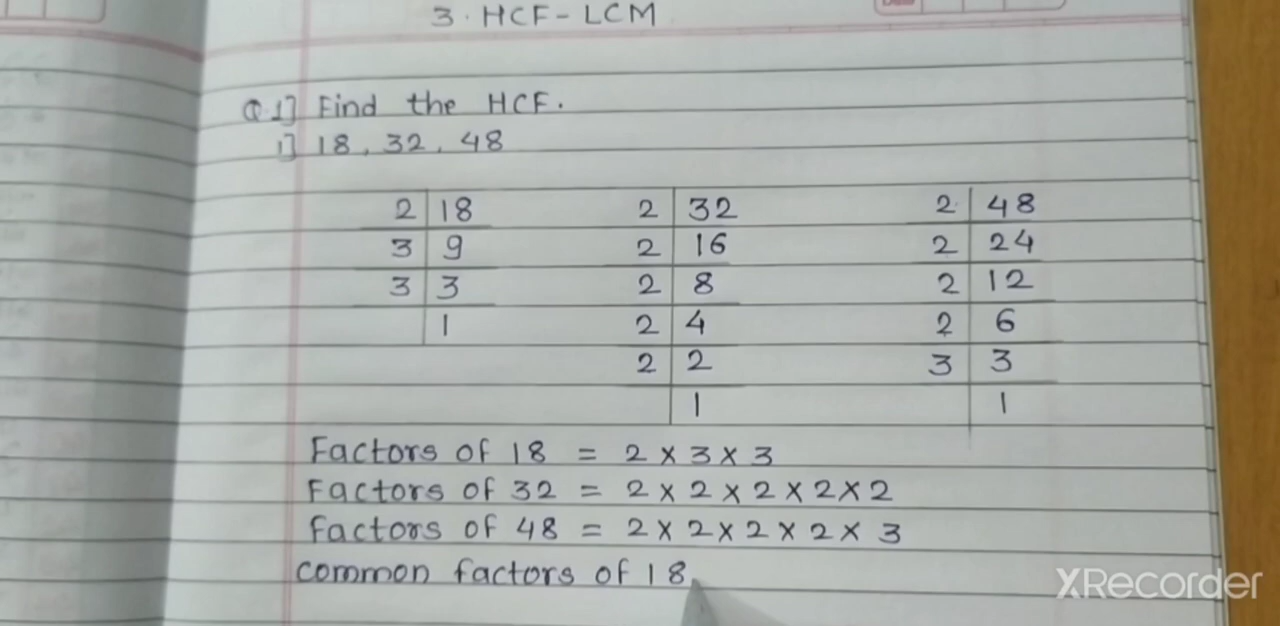 3. HCF - LCM
Q.1] Find the HCF.
1] 18, 32, 48
2 | 18 2 | 32 2 | 48
3 | 9 2 | 16 2 | 24
3 | 3 2 | 8 2 | 12
| 1 2 | 4 2 | 6
2 | 2 3 | 3
| 1 | 1
Factors of 18 = 2 × 3 × 3
Factors of 32 = 2 × 2 × 2 × 2 × 2
Factors of 48 = 2 × 2 × 2 × 2 × 3
common factors of 18
XRecorder